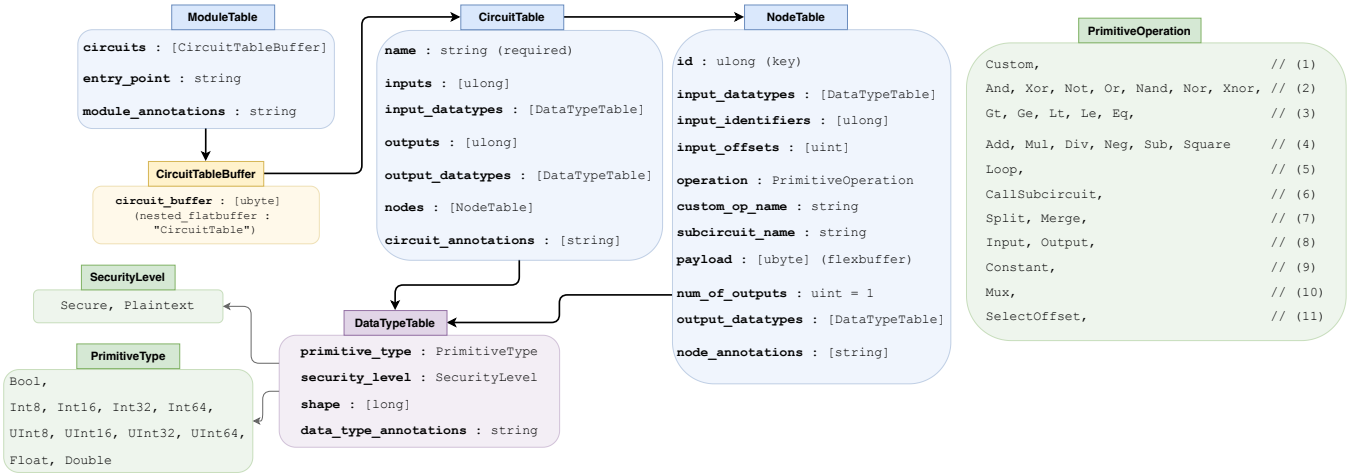 ModuleTable
circuits : [CircuitTableBuffer]
entry_point : string
module_annotations : string
CircuitTableBuffer
circuit_buffer : [ubyte]
(nested_flatbuffer :
"CircuitTable")
CircuitTable
name : string (required)
inputs : [ulong]
input_datatypes : [DataTypeTable]
outputs : [ulong]
output_datatypes : [DataTypeTable]
nodes : [NodeTable]
circuit_annotations : [string]
NodeTable
id : ulong (key)
input_datatypes : [DataTypeTable]
input_identifiers : [ulong]
input_offsets : [uint]
operation : PrimitiveOperation
custom_op_name : string
subcircuit_name : string
payload : [ubyte] (flexbuffer)
num_of_outputs : uint = 1
output_datatypes : [DataTypeTable]
node_annotations : [string]
PrimitiveOperation
Custom, // (1)
And, Xor, Not, Or, Nand, Nor, Xnor, // (2)
Gt, Ge, Lt, Le, Eq, // (3)
Add, Mul, Div, Neg, Sub, Square // (4)
Loop, // (5)
CallSubcircuit, // (6)
Split, Merge, // (7)
Input, Output, // (8)
Constant, // (9)
Mux, // (10)
SelectOffset, // (11)
SecurityLevel
Secure, Plaintext
PrimitiveType
Bool,
Int8, Int16, Int32, Int64,
UInt8, UInt16, UInt32, UInt64,
Float, Double
DataTypeTable
primitive_type : PrimitiveType
security_level : SecurityLevel
shape : [long]
data_type_annotations : string